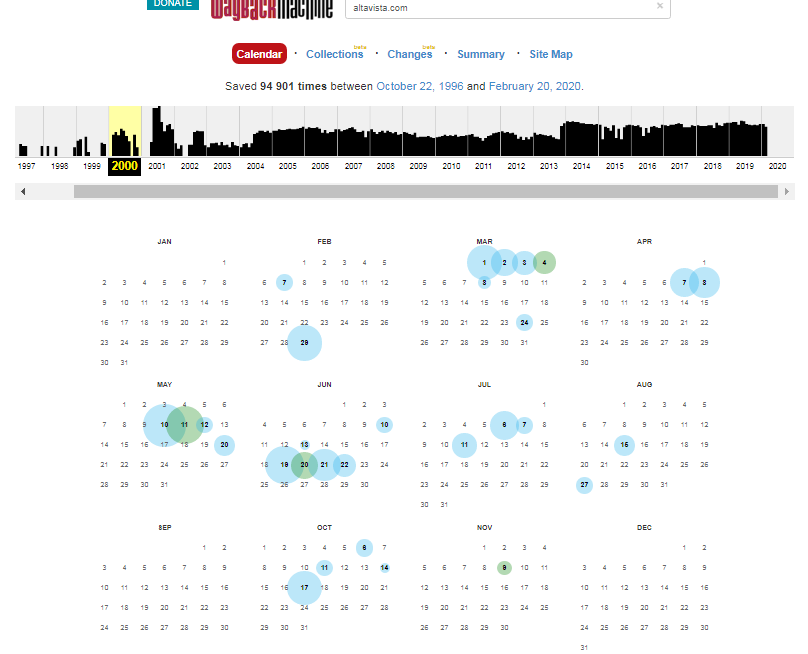 DONATE
WayBackMachine
altavista.com ×
Calendar · Collections Beta · Changes Beta · Summary · Site Map
Saved 94 901 times between October 22, 1996 and February 20, 2020.
1997 1998 1999 2000 2001 2002 2003 2004 2005 2006 2007 2008 2009 2010 2011 2012 2013 2014 2015 2016 2017 2018 2019 2020
JAN FEB MAR APR
1 1 2 3 4 5 1 2 3 4 1
2 3 4 5 6 7 8 6 7 8 9 10 11 12 5 6 7 8 9 10 11 2 3 4 5 6 7 8
9 10 11 12 13 14 15 13 14 15 16 17 18 19 12 13 14 15 16 17 18 9 10 11 12 13 14 15
16 17 18 19 20 21 22 20 21 22 23 24 25 26 19 20 21 22 23 24 25 16 17 18 19 20 21 22
23 24 25 26 27 28 29 27 28 29 26 27 28 29 30 31 23 24 25 26 27 28 29
30 31 30
MAY JUN JUL AUG
1 2 3 4 5 6 1 2 3 1 1 2 3 4 5
7 8 9 10 11 12 13 4 5 6 7 8 9 10 2 3 4 5 6 7 8 6 7 8 9 10 11 12
14 15 16 17 18 19 20 11 12 13 14 15 16 17 9 10 11 12 13 14 15 13 14 15 16 17 18 19
21 22 23 24 25 26 27 18 19 20 21 22 23 24 16 17 18 19 20 21 22 20 21 22 23 24 25 26
28 29 30 31 25 26 27 28 29 30 23 24 25 26 27 28 29 27 28 29 30 31
30 31
SEP OCT NOV DEC
1 2 1 2 3 4 5 6 7 1 2 3 4 1 2
3 4 5 6 7 8 9 8 9 10 11 12 13 14 5 6 7 8 9 10 11 3 4 5 6 7 8 9
10 11 12 13 14 15 16 15 16 17 18 19 20 21 12 13 14 15 16 17 18 10 11 12 13 14 15 16
17 18 19 20 21 22 23 22 23 24 25 26 27 28 19 20 21 22 23 24 25 17 18 19 20 21 22 23
24 25 26 27 28 29 30 29 30 31 26 27 28 29 30 24 25 26 27 28 29 30
31